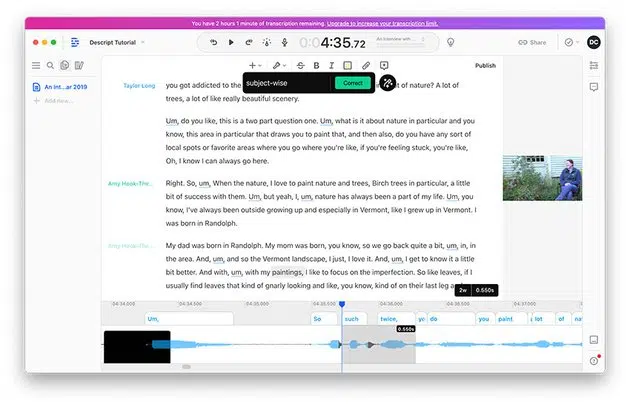 You have 2 hours 1 minute of transcription remaining. Upgrade to increase your transcription limit.
Descript Tutorial
0:04:35.72
An Interview with
Share
DC
Publish
subject-wise
Correct
An int...ar 2019
Add new...
Taylor Long
you got addicted to the
t of nature? A lot of
trees, a lot of like really beautiful scenery.
Um, do you like, this is a two part question one. Um, what is it about nature in particular and you
know, this area in particular that draws you to paint that, and then also, do you have any sort of
local spots or favorite areas where you go where you're like, if you're feeling stuck, you're like,
Oh, I know I can always go here.
Amy Hook-The...
Right. So, um, When the nature, I love to paint nature and trees, Birch trees in particular, a little
bit of success with them. Um, but yeah, I, um, nature has always been a part of my life. Um, you
know, I've always been outside growing up and especially in Vermont, like I grew up in Vermont. I
was born in Randolph.
Amy Hook-The...
My dad was born in Randolph. My mom was born, you know, so we go back quite a bit, um, in, in
the area. And, um, and so the Vermont landscape, I just, I love it. And, um, I get to know it a little
bit better. And with, um, with my paintings, I like to focus on the imperfection. So like leaves, if I
usually find leaves that kind of gnarly looking and like, you know, kind of on their last leg
2w 0.550s
04:34.000 04:34.500 04:35.000 04:35.500 04:36.000 04:36.500 04:37.000
Um, So such twice, yo do you paint a lot of nat
0.550s